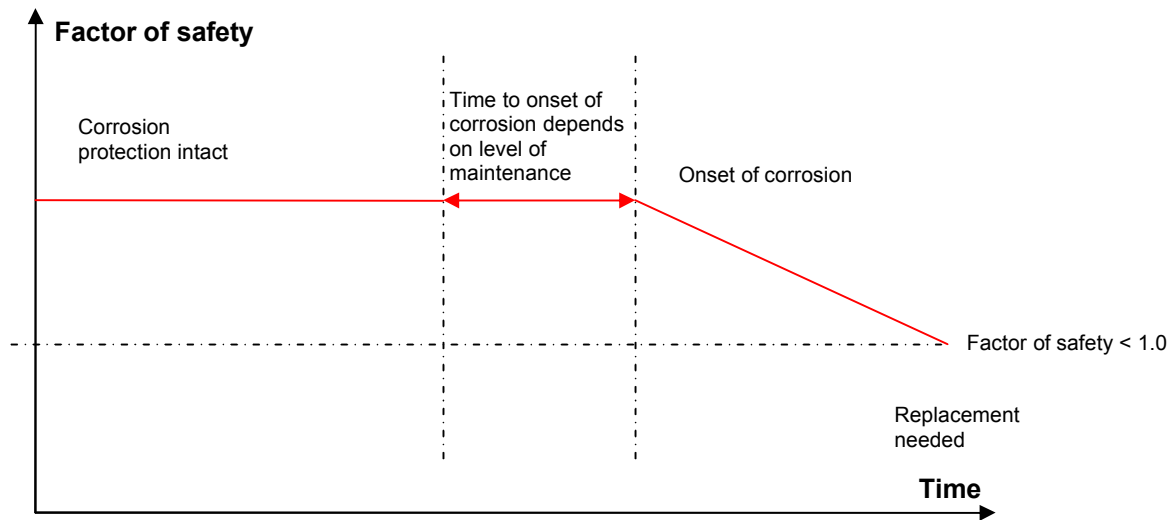 Factor of safety
Corrosion
protection intact
Time to onset of
corrosion depends
on level of
maintenance
Onset of corrosion
Factor of safety < 1.0
Replacement
needed
Time